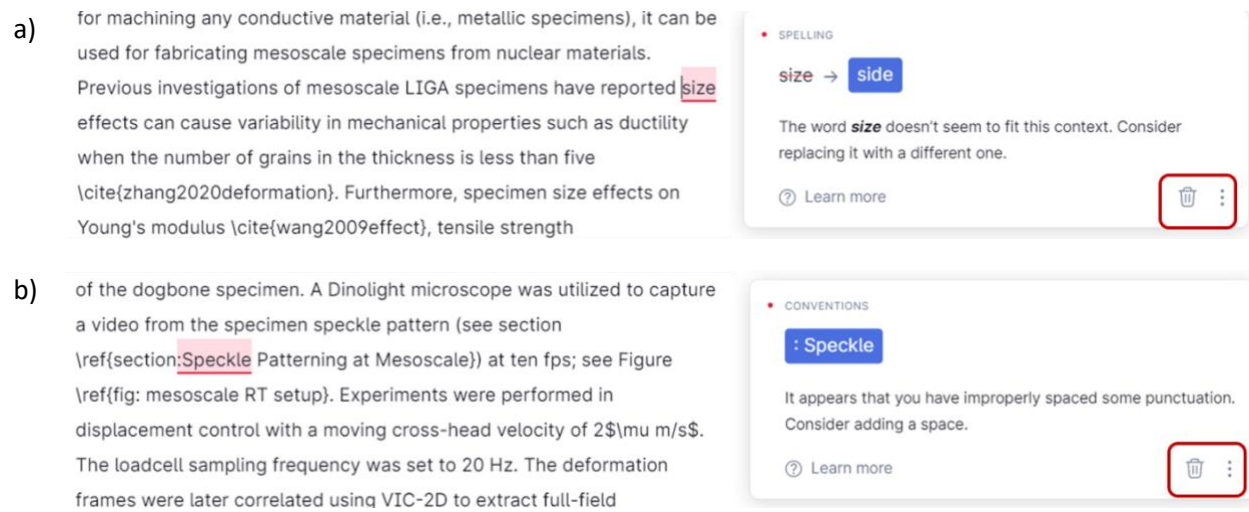 a)
for machining any conductive material (i.e., metallic specimens), it can be
used for fabricating mesoscale specimens from nuclear materials.
Previous investigations of mesoscale LIGA specimens have reported size
effects can cause variability in mechanical properties such as ductility
when the number of grains in the thickness is less than five
\cite{zhang2020deformation}. Furthermore, specimen size effects on
Young's modulus \cite{wang2009effect}, tensile strength
SPELLING
size → side
The word size doesn't seem to fit this context. Consider
replacing it with a different one.
Learn more
b)
of the dogbone specimen. A Dinolight microscope was utilized to capture
a video from the specimen speckle pattern (see section
\ref{section:Speckle Patterning at Mesoscale}) at ten fps; see Figure
\ref{fig: mesoscale RT setup}. Experiments were performed in
displacement control with a moving cross-head velocity of 2$\mu m/s$.
The loadcell sampling frequency was set to 20 Hz. The deformation
frames were later correlated using VIC-2D to extract full-field
CONVENTIONS
: Speckle
It appears that you have improperly spaced some punctuation.
Consider adding a space.
Learn more